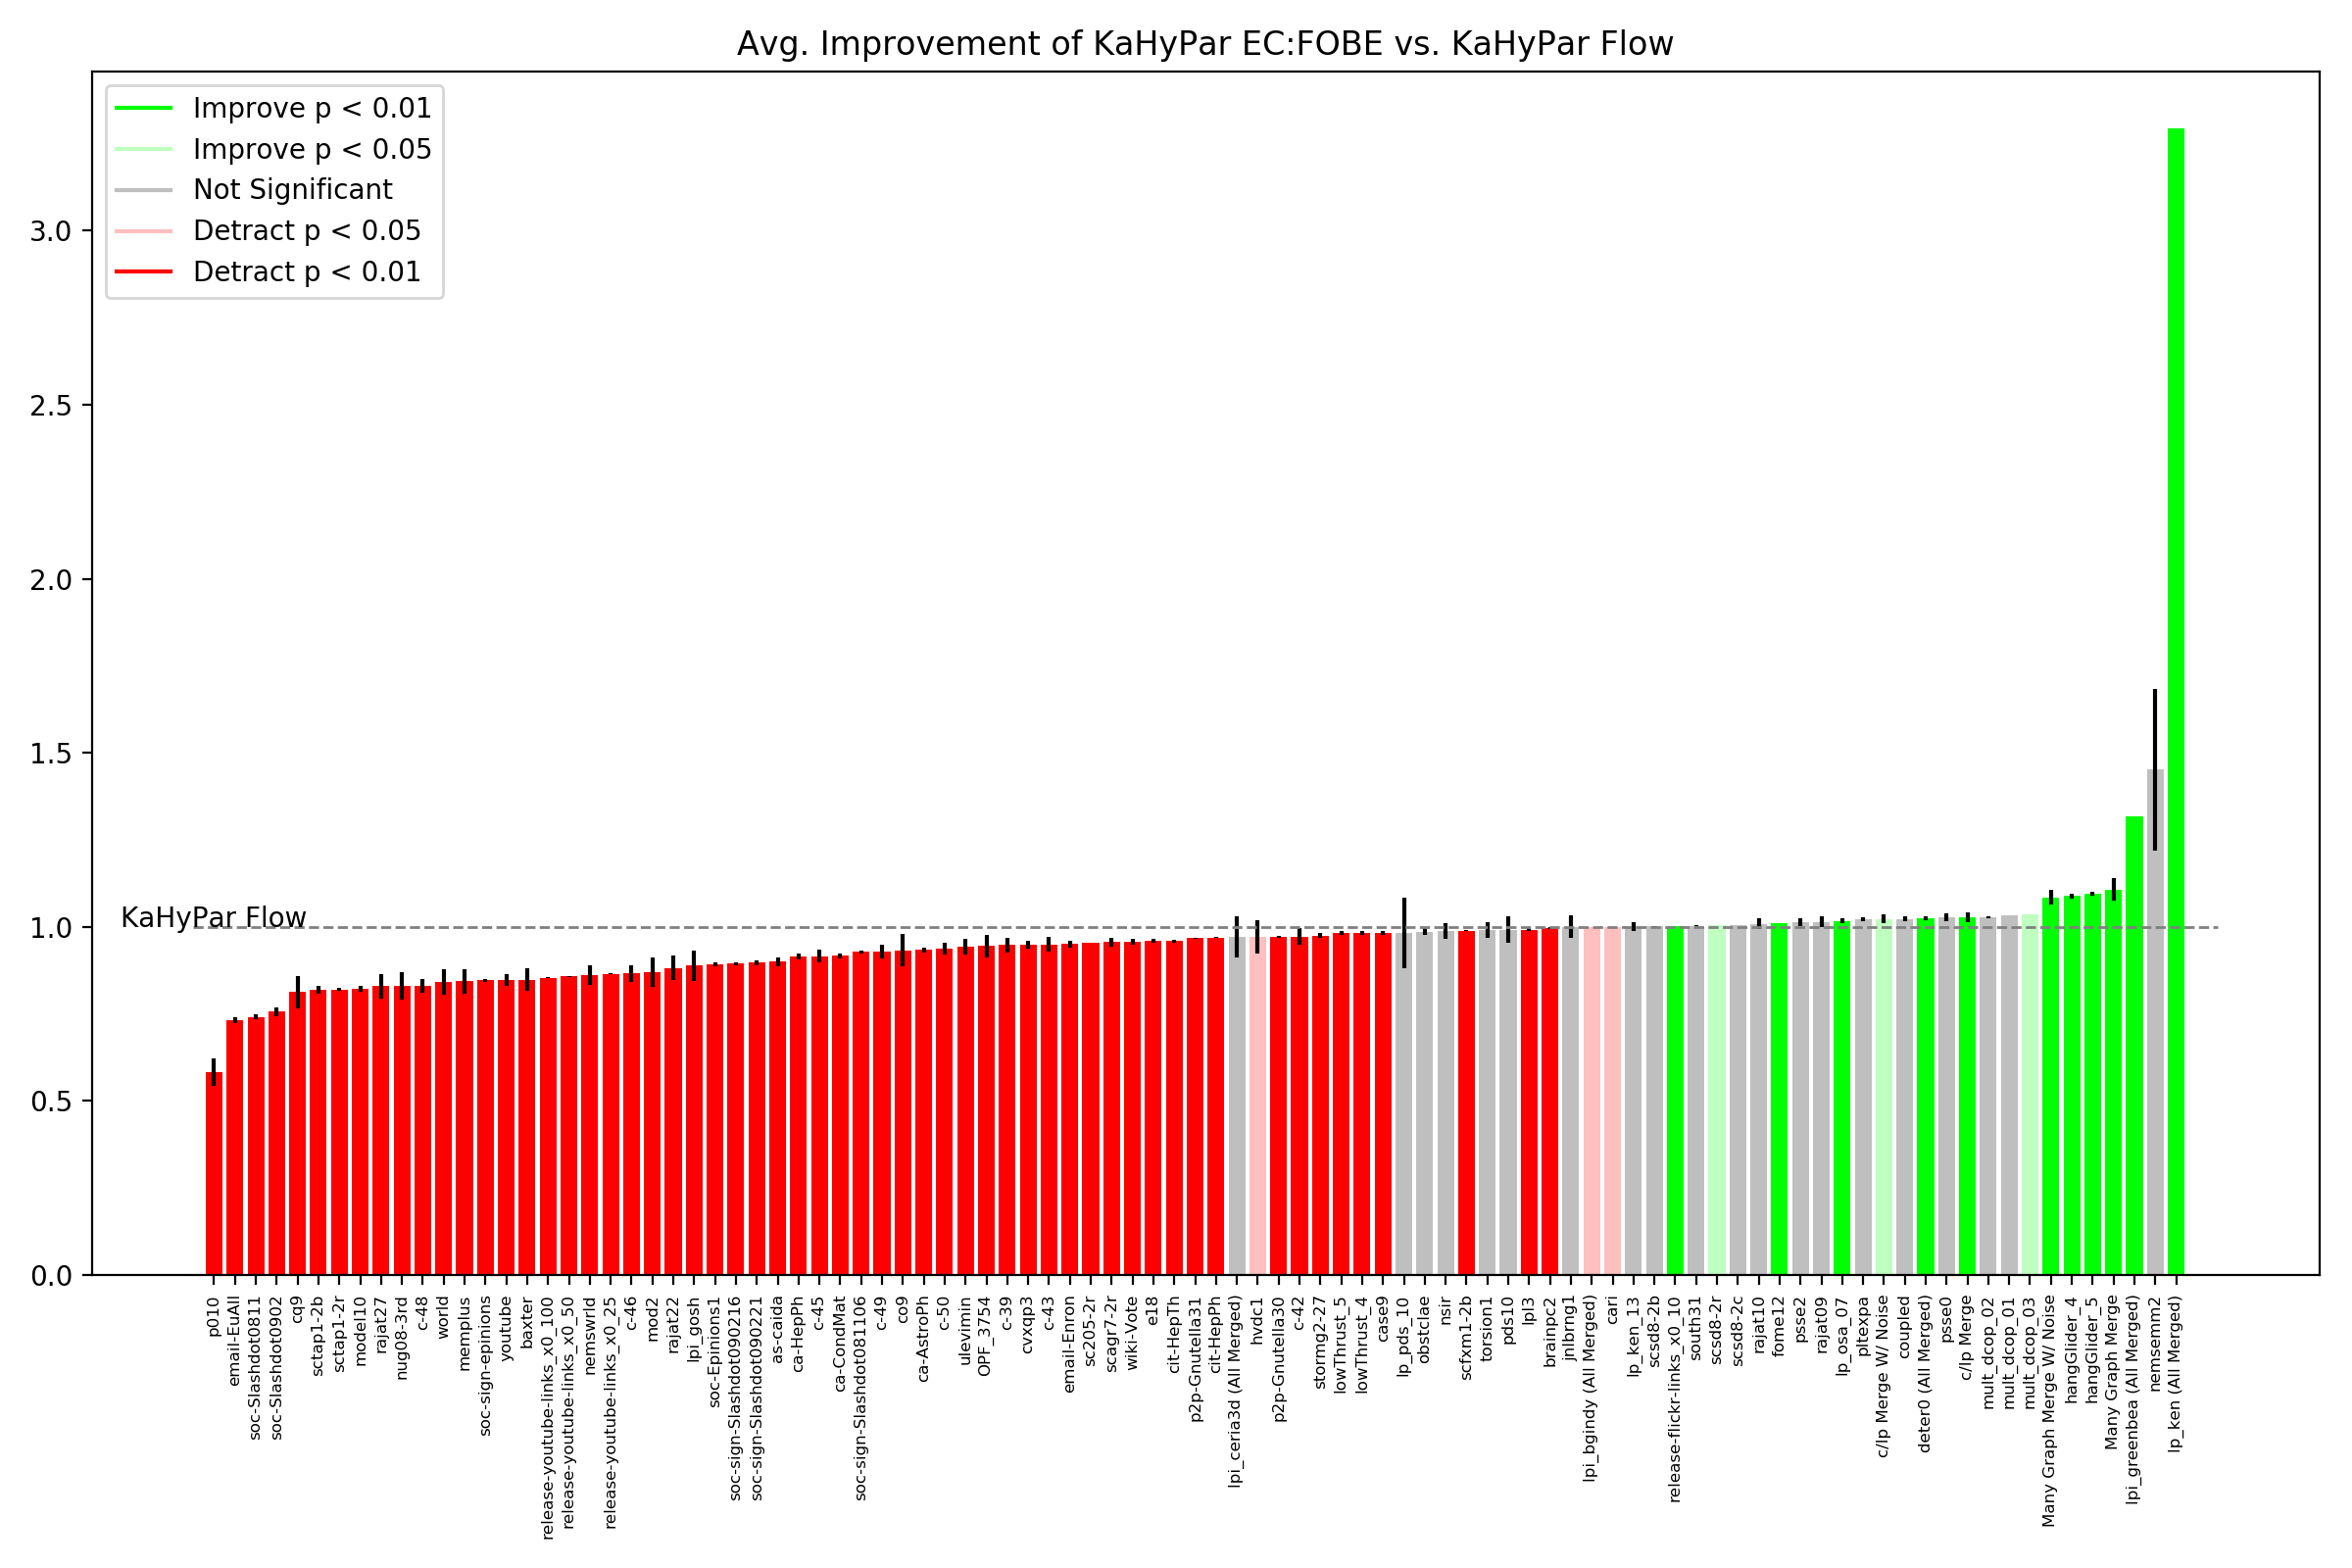 Avg. Improvement of KaHyPar EC:FOBE vs. KaHyPar Flow
Improve p < 0.01
Improve p < 0.05
Not Significant
Detract p < 0.05
Detract p < 0.01
3.0
2.5
2.0
1.5
1.0
0.5
0.0
KaHyPar Flow
p010
email-EuAll
soc-Slashdot0811
soc-Slashdot0902
cq9
sctap1-2b
sctap1-2r
model10
rajat27
nug08-3rd
c-48
world
memplus
soc-sign-epinions
youtube
baxter
release-youtube-links_x0_100
release-youtube-links_x0_50
nemswrld
release-youtube-links_x0_25
c-46
mod2
rajat22
lpi_gosh
soc-Epinions1
soc-sign-Slashdot090216
soc-sign-Slashdot090221
as-caida
ca-HepPh
c-45
ca-CondMat
soc-sign-Slashdot081106
c-49
co9
ca-AstroPh
c-50
ulevimin
OPF_3754
c-39
cvxqp3
c-43
email-Enron
sc205-2r
scagr7-2r
wiki-Vote
e18
cit-HepTh
p2p-Gnutella31
cit-HepPh
lpi_ceria3d (All Merged)
hvdc1
p2p-Gnutella30
c-42
stormg2-27
lowThrust_5
lowThrust_4
case9
lp_pds_10
obstclae
nsir
scfxm1-2b
torsion1
pds10
lpl3
brainpc2
jnlbrng1
lpi_bgindy (All Merged)
cari
lp_ken_13
scsd8-2b
release-flickr-links_x0_10
south31
scsd8-2r
scsd8-2c
rajat10
fome12
psse2
rajat09
lp_osa_07
pltexpa
c/lp Merge W/ Noise
coupled
deter0 (All Merged)
psse0
c/lp Merge
mult_dcop_02
mult_dcop_01
mult_dcop_03
Many Graph Merge W/ Noise
hangGlider_4
hangGlider_5
Many Graph Merge
lpi_greenbea (All Merged)
nemsemm2
lp_ken (All Merged)